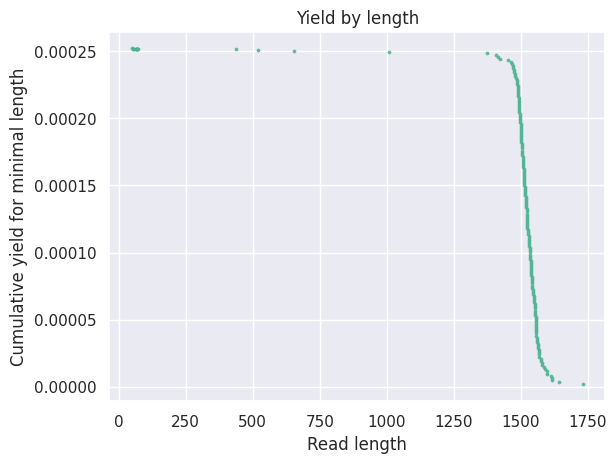 Yield by length
Cumulative yield for minimal length
0.00025
0.00020
0.00015
0.00010
0.00005
0.00000
0 250 500 750 1000 1250 1500 1750
Read length